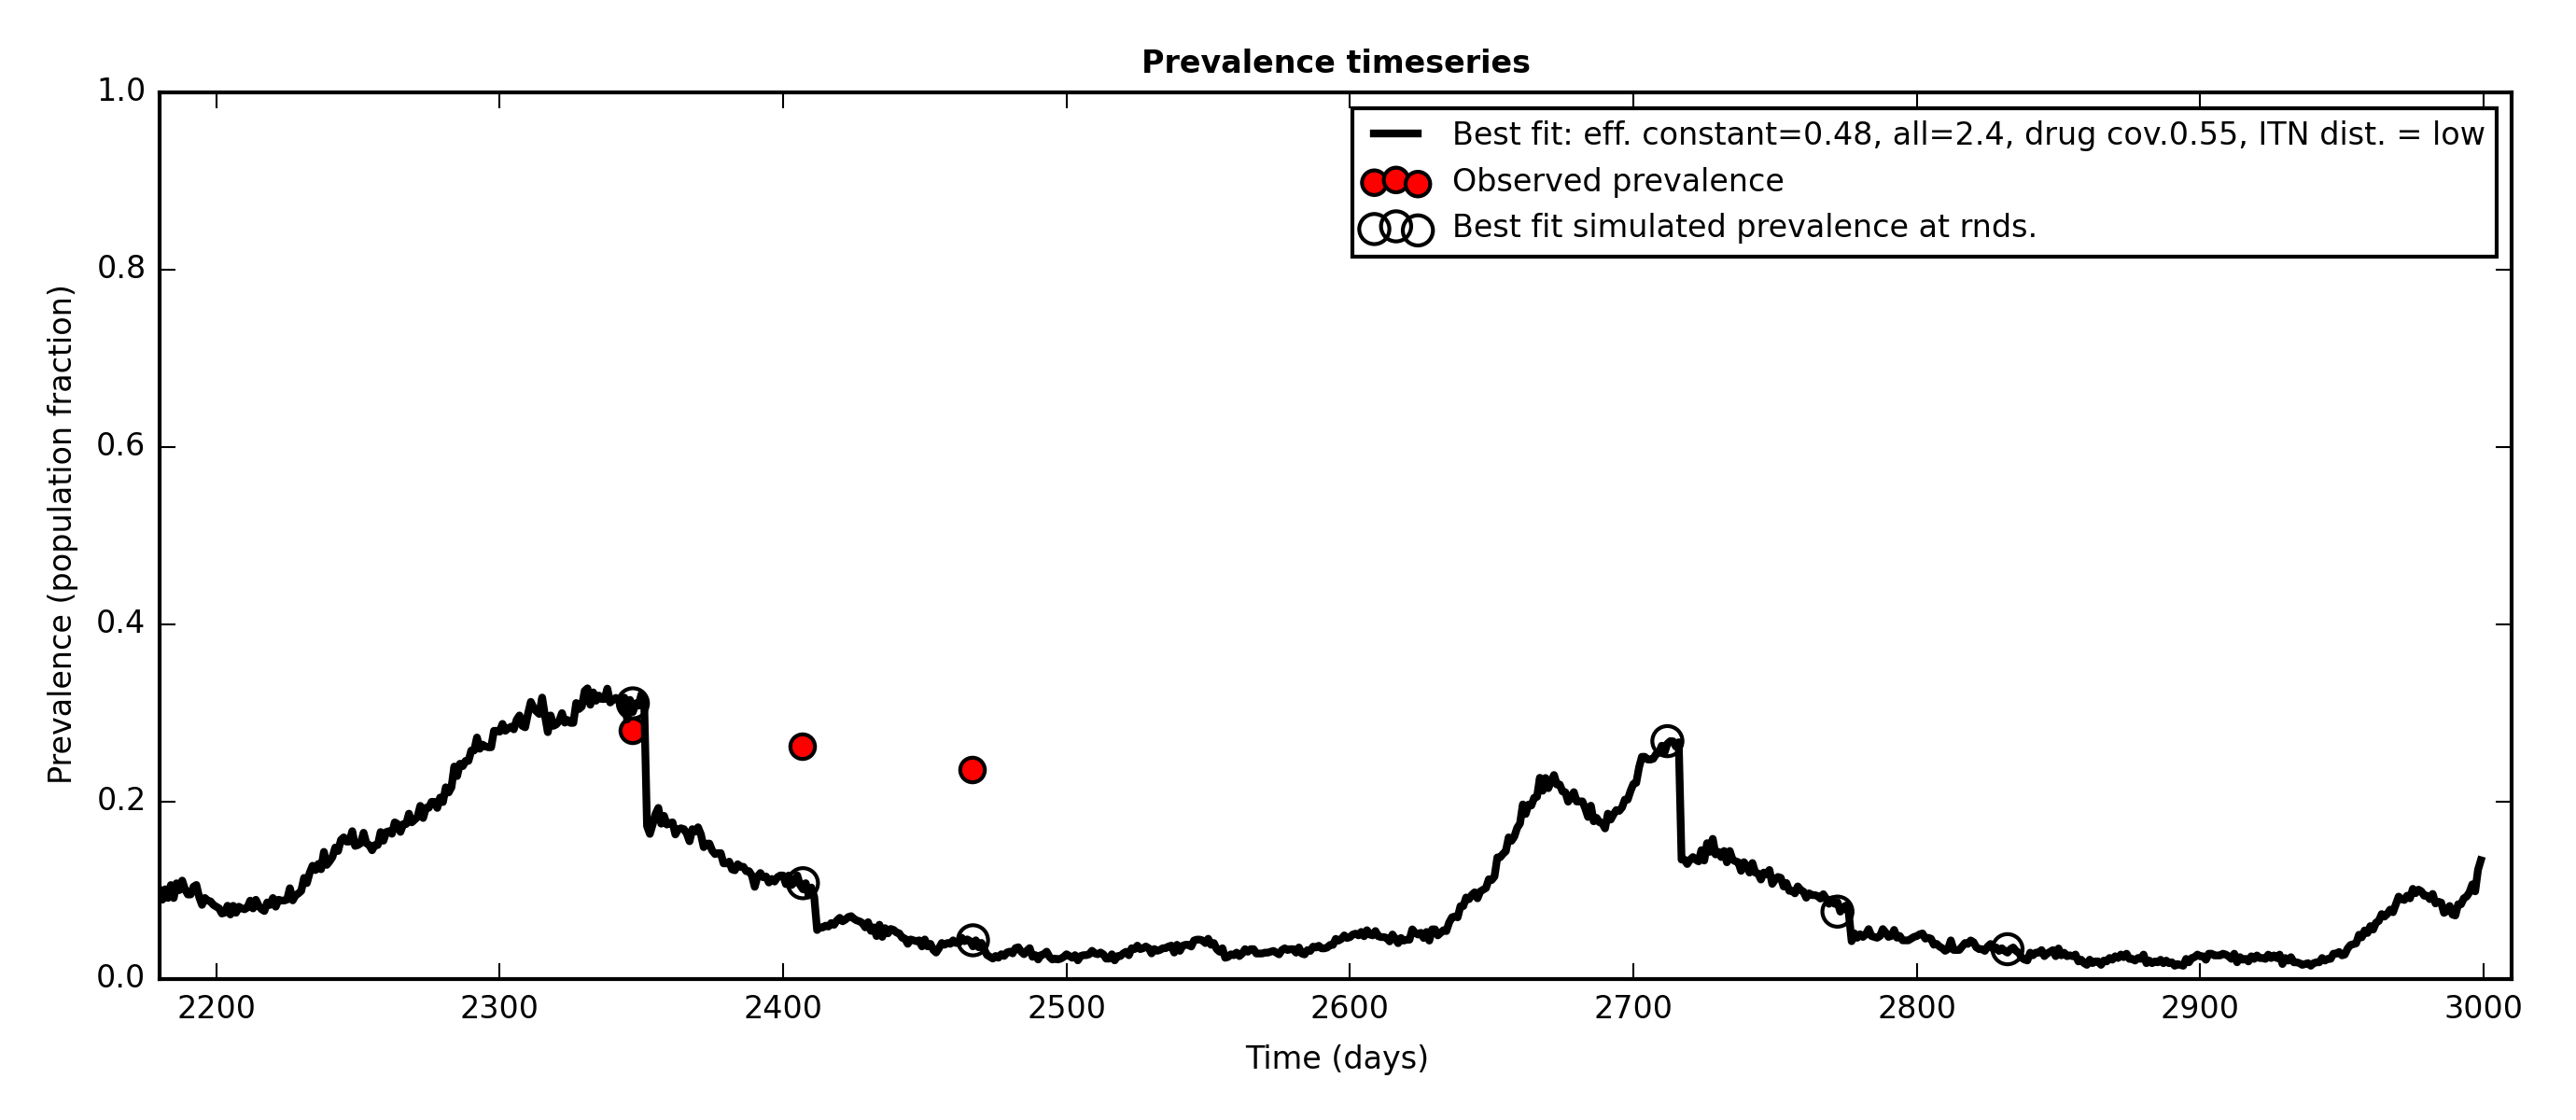 Prevalence timeseries
1.0
0.8
0.6
0.4
0.2
0.0
Prevalence (population fraction)
Best fit: eff. constant=0.48, all=2.4, drug cov.0.55, ITN dist. = low
Observed prevalence
Best fit simulated prevalence at rnds.
2200 2300 2400 2500 2600 2700 2800 2900 3000
Time (days)